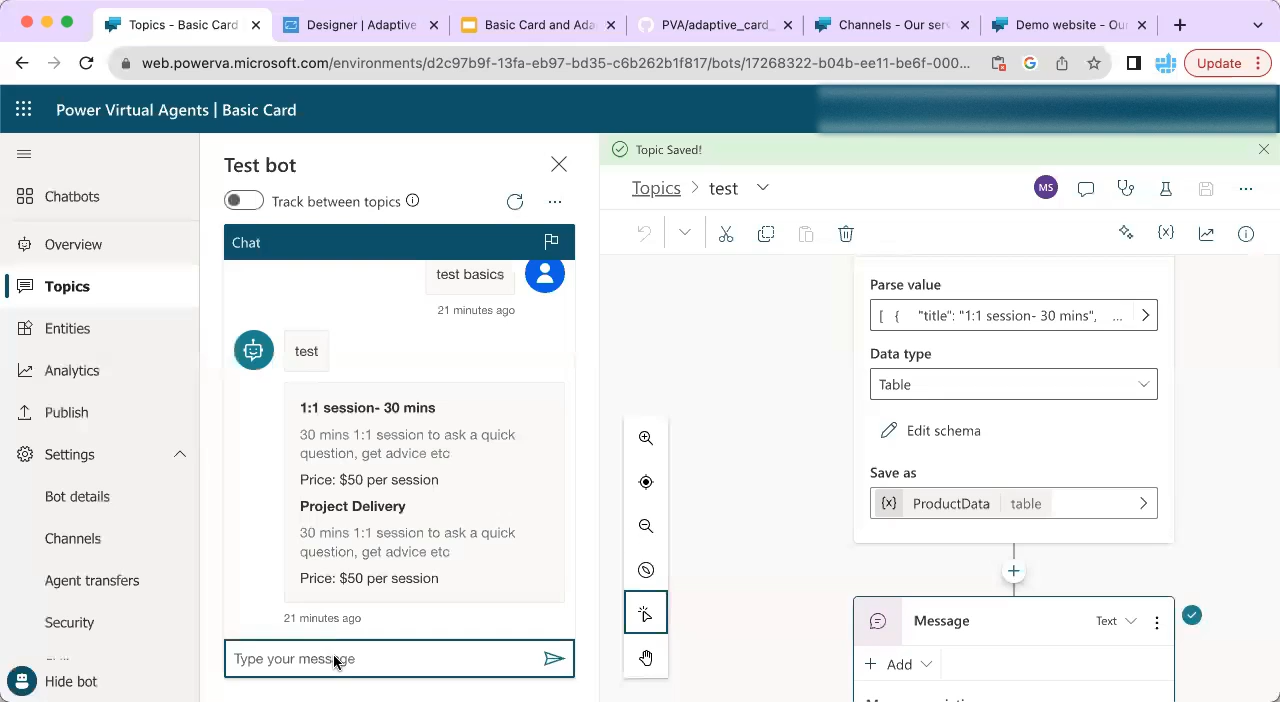 Topics - Basic Card
Designer | Adaptive
Basic Card and Ada
PVA/adaptive_card_
Channels - Our serv
Demo website - Our
web.powerva.microsoft.com/environments/d2c97b9f-13fa-eb97-bd35-c6b262b1f817/bots/17268322-b04b-ee11-be6f-000...
Update
Power Virtual Agents | Basic Card
Chatbots
Overview
Topics
Entities
Analytics
Publish
Settings
Bot details
Channels
Agent transfers
Security
Hide bot
Test bot
Track between topics
Chat
test basics
21 minutes ago
test
1:1 session- 30 mins
30 mins 1:1 session to ask a quick
question, get advice etc
Price: $50 per session
Project Delivery
30 mins 1:1 session to ask a quick
question, get advice etc
Price: $50 per session
21 minutes ago
Type your message
Topic Saved!
Topics > test
MS
Parse value
[ { "title": "1:1 session- 30 mins", ...
Data type
Table
Edit schema
Save as
{x} ProductData table
Message
Text
Add